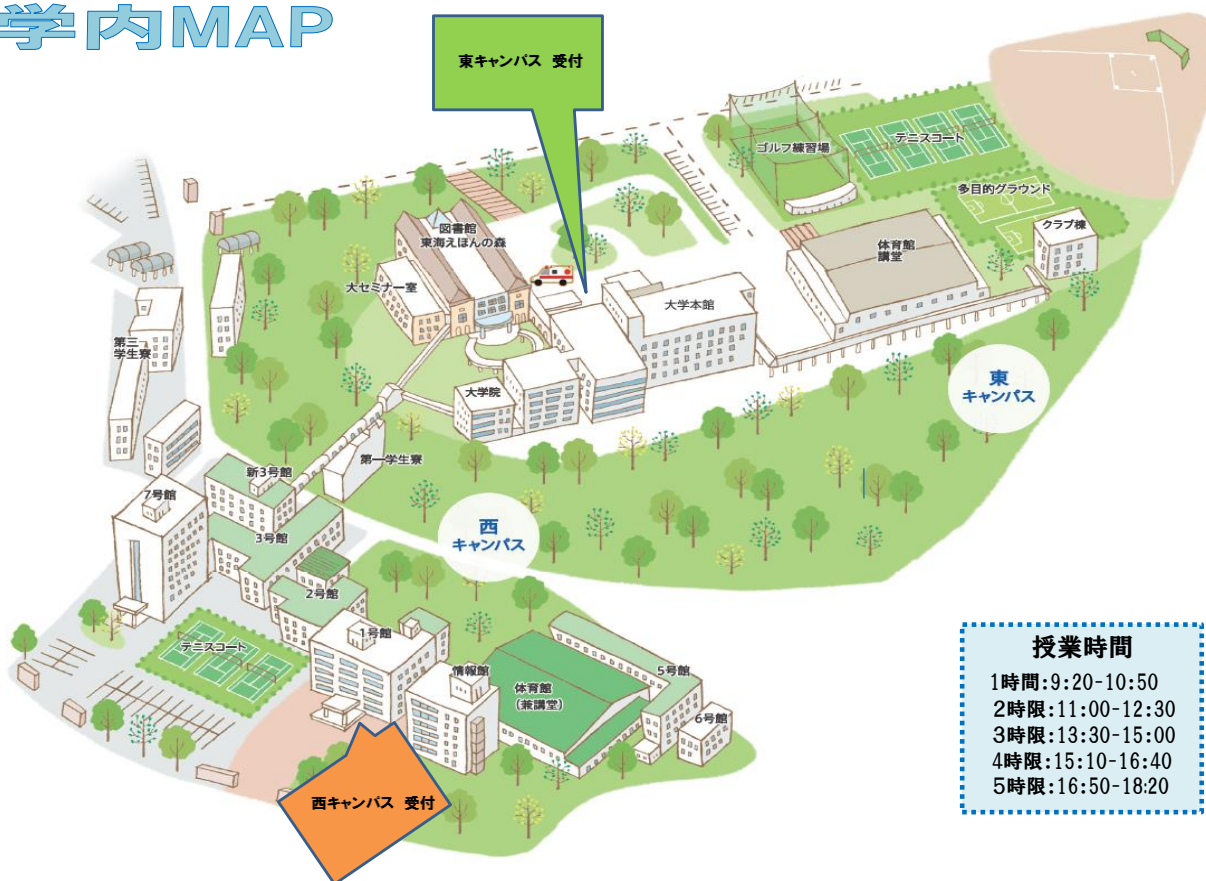 学内MAP
東キャンパス 受付
ゴルフ練習場
テニスコート
多目的グラウンド
クラブ棟
図書館
東海えほんの森
体育館
講堂
大セミナー室
大学本館
第三
学生寮
大学院
東
キャンパス
第一学生寮
新3号館
7号館
西
キャンパス
3号館
2号館
1号館
テニスコート
情報館
体育館
(兼講堂)
5号館
6号館
西キャンパス 受付
授業時間
1時間:9:20-10:50
2時限:11:00-12:30
3時限:13:30-15:00
4時限:15:10-16:40
5時限:16:50-18:20